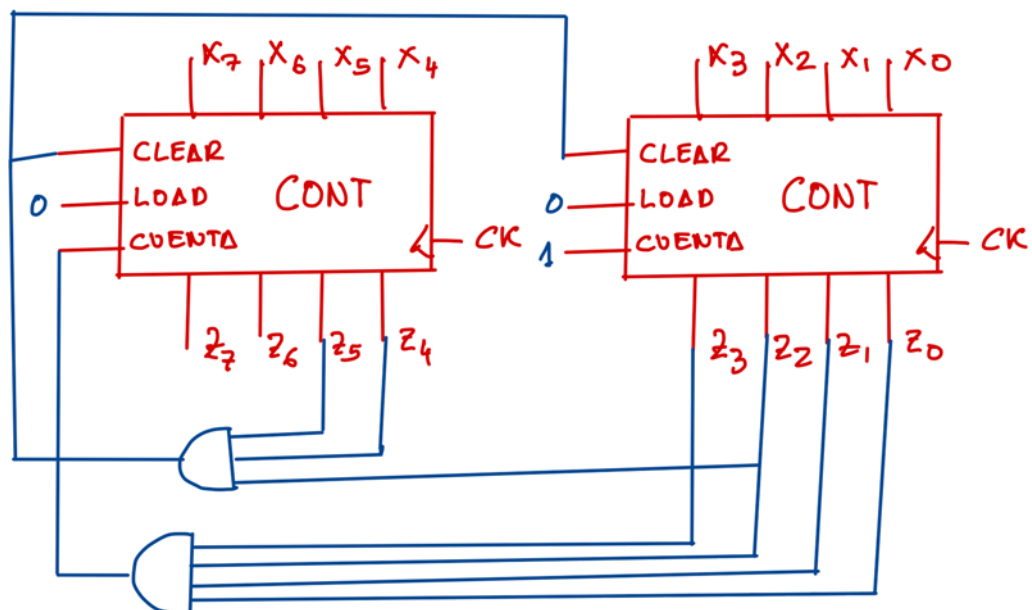 X7 X6 X5 X4
CLEAR
0 LOAD
CUENTA
CONT
CK
Z7 Z6 Z5 Z4
X3 X2 X1 X0
CLEAR
0 LOAD
1 CUENTA
CONT
CK
Z3 Z2 Z1 Z0